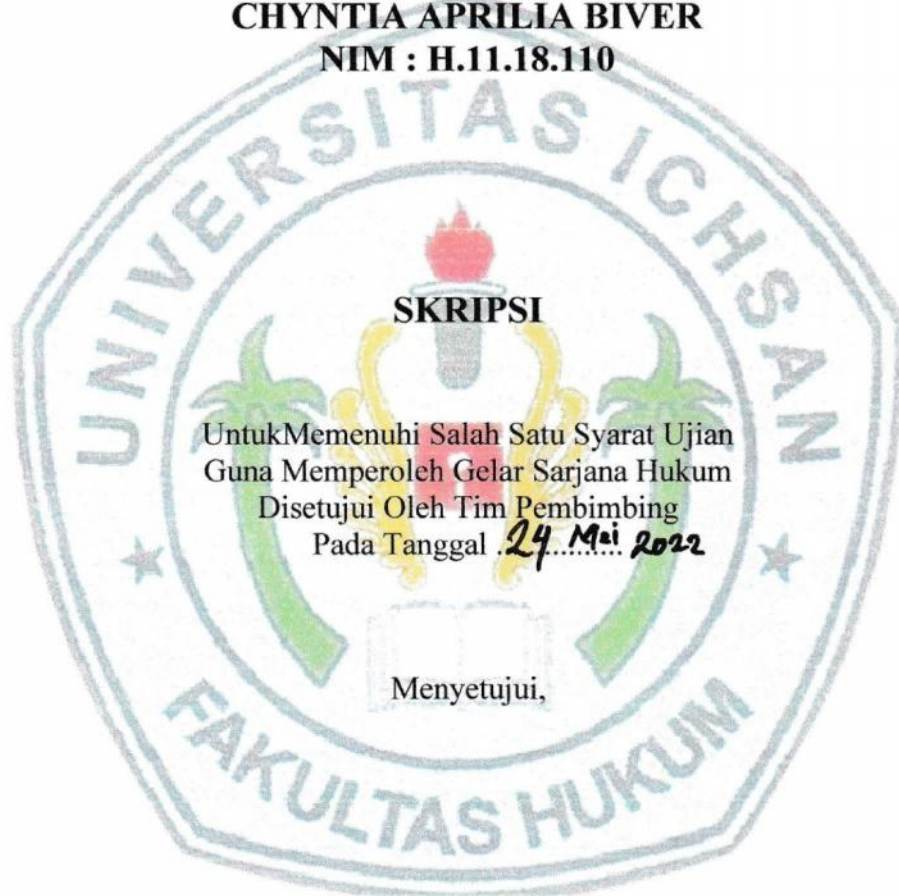 CHYNTIA APRILIA BIVER
NIM : H.11.18.110
UNIVERSITAS ICHSAN
SKRIPSI
UntukMemenuhi Salah Satu Syarat Ujian
Guna Memperoleh Gelar Sarjana Hukum
Disetujui Oleh Tim Pembimbing
Pada Tanggal .24...Mei 2022
Menyetujui,
FAKULTAS HUKUM